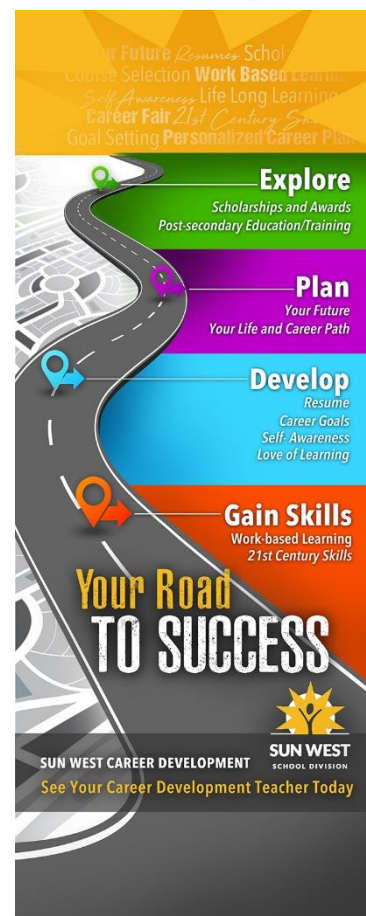 ur Future Resumes Schol
Course Selection Work Based Learnin
Self Awareness Life Long Learning
Career Fair 21st Century
Goal Setting Personalized Career Plan
Explore
Scholarships and Awards
Post-secondary Education/Training
Plan
Your Future
Your Life and Career Path
Develop
Resume
Career Goals
Self- Awareness
Love of Learning
Gain Skills
Work-based Learning
21st Century Skills
Your Road
TO SUCCESS
SUN WEST
SCHOOL DIVISION
SUN WEST CAREER DEVELOPMENT
See Your Career Development Teacher Today